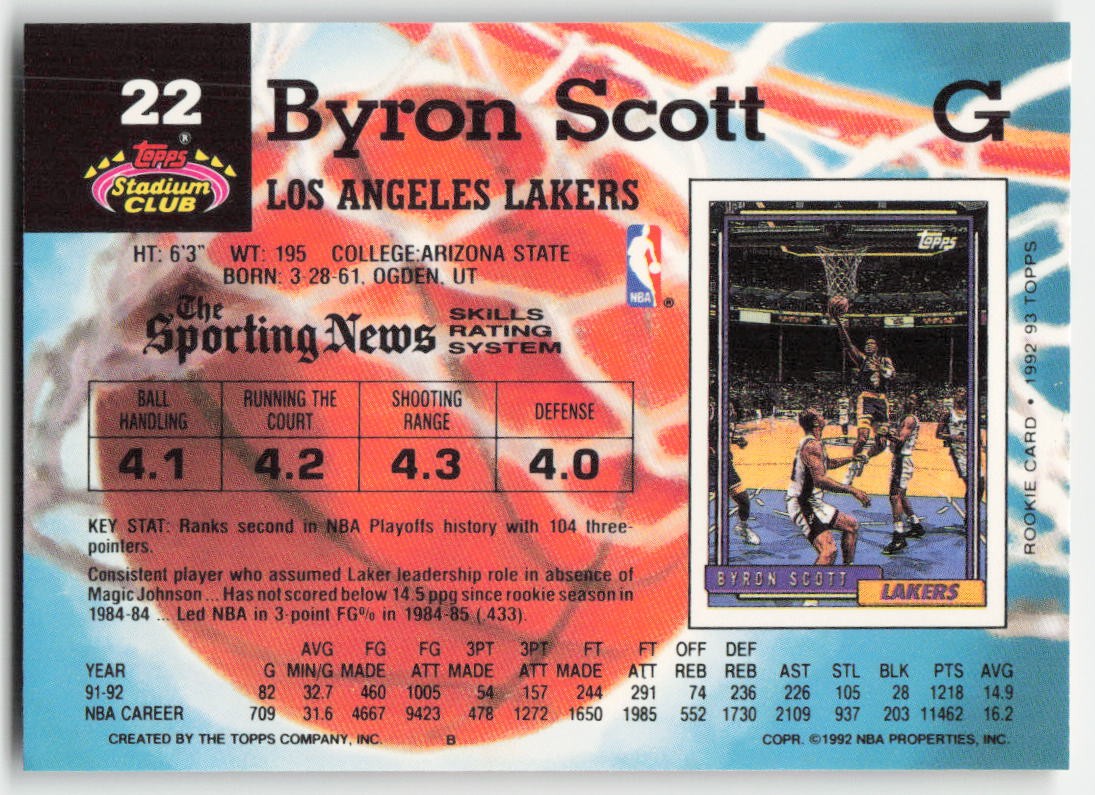 22
Byron Scott G
Topps ®
Stadium
CLUB
LOS ANGELES LAKERS
HT: 6'3" WT: 195 COLLEGE:ARIZONA STATE
BORN: 3-28-61, OGDEN, UT
NBA ®
The
Sporting News
SKILLS
RATING
SYSTEM
BALL HANDLING RUNNING THE COURT SHOOTING RANGE DEFENSE
4.1 4.2 4.3 4.0
KEY STAT: Ranks second in NBA Playoffs history with 104 three-
pointers.
Consistent player who assumed Laker leadership role in absence of
Magic Johnson ... Has not scored below 14.5 ppg since rookie season in
1984-84 ... Led NBA in 3-point FG% in 1984-85 (.433).
Topps
BYRON SCOTT
LAKERS
ROOKIE CARD • 1992 93 TOPPS
AVG FG FG 3PT 3PT FT FT OFF DEF
YEAR G MIN/G MADE ATT MADE ATT MADE ATT REB REB AST STL BLK PTS AVG
91-92 82 32.7 460 1005 54 157 244 291 74 236 226 105 28 1218 14.9
NBA CAREER 709 31.6 4667 9423 478 1272 1650 1985 552 1730 2109 937 203 11462 16.2
CREATED BY THE TOPPS COMPANY, INC. B COPR. ©1992 NBA PROPERTIES, INC.